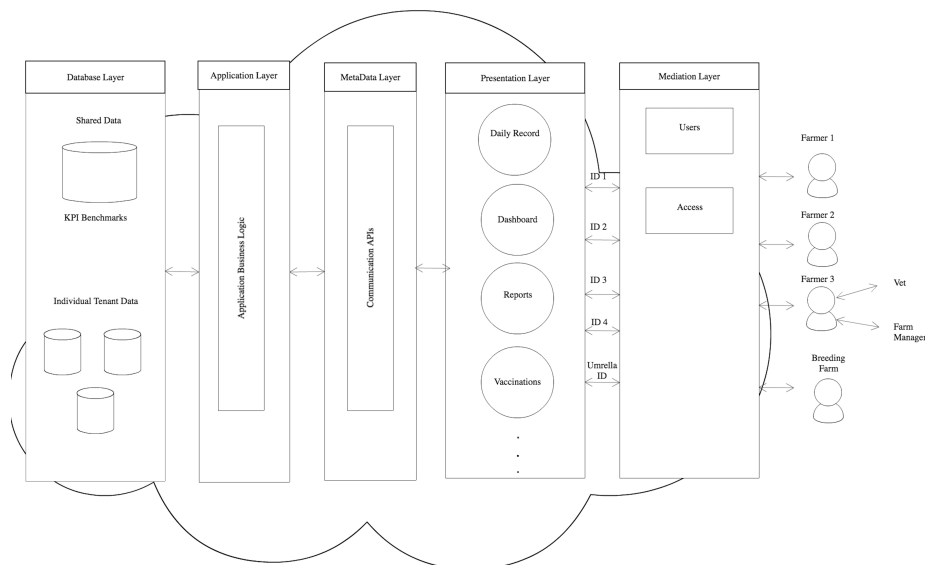 Database Layer
Application Layer
MetaData Layer
Presentation Layer
Mediation Layer
Shared Data
KPI Benchmarks
Individual Tenant Data
Application Business Logic
Communication APIs
Daily Record
Dashboard
Reports
Vaccinations
ID 1
ID 2
ID 3
ID 4
Umrella
ID
Users
Access
Farmer 1
Farmer 2
Farmer 3
Vet
Farm
Manager
Breeding
Farm